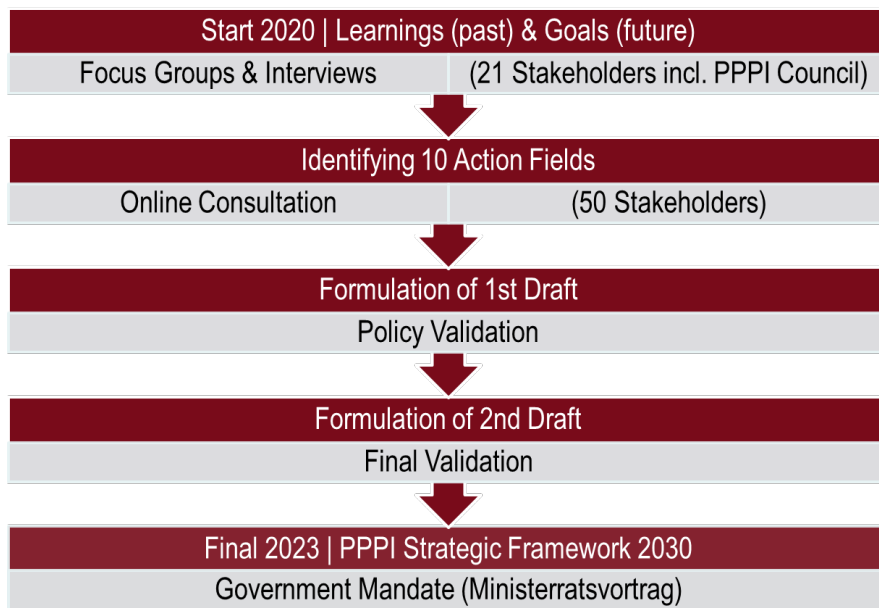 Start 2020 | Learnings (past) & Goals (future)
Focus Groups & Interviews (21 Stakeholders incl. PPPI Council)
Identifying 10 Action Fields
Online Consultation (50 Stakeholders)
Formulation of 1st Draft
Policy Validation
Formulation of 2nd Draft
Final Validation
Final 2023 | PPPI Strategic Framework 2030
Government Mandate (Ministerratsvortrag)